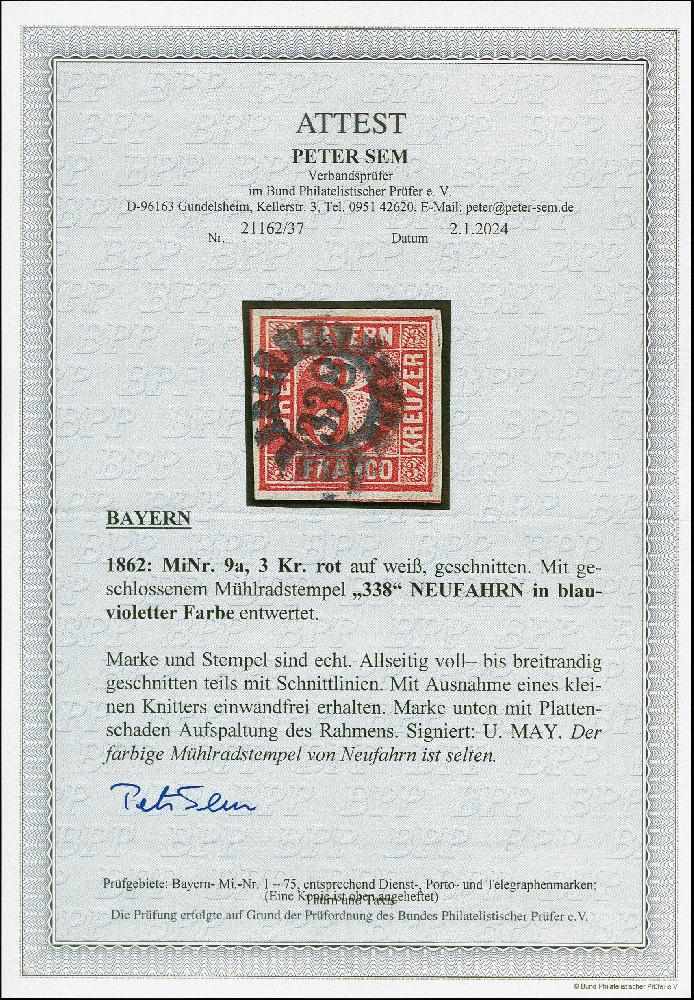 ATTEST
PETER SEM
Verbandsprüfer
im Bund Philatelistischer Prüfer e. V.
D-96163 Gundelsheim, Kellerstr. 3, Tel. 0951 42620, E-Mail: peter@peter-sem.de
Nr. 21162/37 Datum 2.1.2024
BAYERN
KREUZER
FRANCO
3
338
BAYERN
1862: MiNr. 9a, 3 Kr. rot auf weiß, geschnitten. Mit ge-
schlossenem Mühlradstempel „338“ NEUFAHRN in blau-
violetter Farbe entwertet.
Marke und Stempel sind echt. Allseitig voll– bis breitrandig
geschnitten teils mit Schnittlinien. Mit Ausnahme eines klei-
nen Knitters einwandfrei erhalten. Marke unten mit Platten-
schaden Aufspaltung des Rahmens. Signiert: U. MAY. Der
farbige Mühlradstempel von Neufahrn ist selten.
Peter Sem
Prüfgebiete: Bayern- Mi.-Nr. 1 – 75, entsprechend Dienst-, Porto- und Telegraphenmarken;
Thurn und Taxis
(Eine Kopie ist oben angeheftet)
Die Prüfung erfolgte auf Grund der Prüfordnung des Bundes Philatelistischer Prüfer e.V.
© Bund Philatelistischer Prüfer e.V.